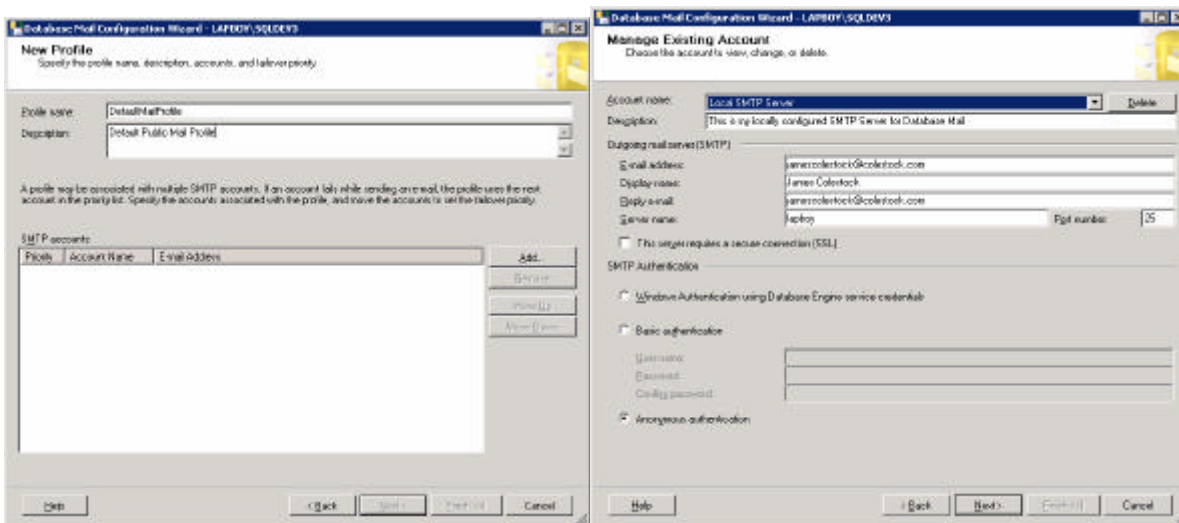 Database Mail Configuration Wizard - LAPBOY\SQLDEV3
New Profile
Specify the profile name, description, accounts, and failover priority.
Profile name: DefaultMailProfile
Description: Default Public Mail Profile
A profile may be associated with multiple SMTP accounts. If an account fails while sending an e-mail, the profile uses the next
account in the priority list. Specify the accounts associated with the profile, and move the accounts to set the failover priority.
SMTP accounts
Priority Account Name E-mail Address
Add...
Remove
Move Up
Move Down
Help < Back Next > Finish >>| Cancel
Database Mail Configuration Wizard - LAPBOY\SQLDEV3
Manage Existing Account
Choose the account to view, change, or delete.
Account name: Local SMTP Server Delete
Description: This is my locally configured SMTP Server for Database Mail
Outgoing mail server (SMTP)
E-mail address: jamescolestock@colestock.com
Display name: James Colestock
Reply e-mail: jamescolestock@colestock.com
Server name: lapboy Port number: 25
This server requires a secure connection (SSL)
SMTP Authentication
Windows Authentication using Database Engine service credentials
Basic authentication
User name:
Password:
Confirm password:
Anonymous authentication
Help < Back Next > Finish >>| Cancel